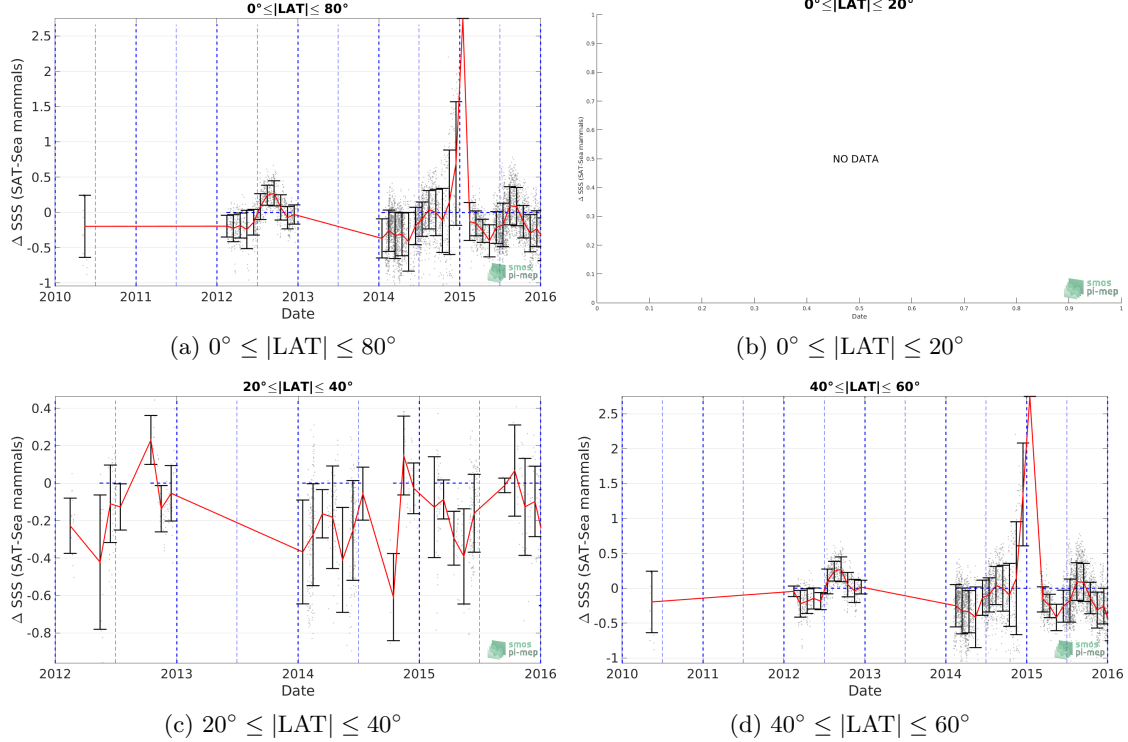 0°≤|LAT|≤ 80°
Δ SSS (SAT-Sea mammals)
2.5
2
1.5
1
0.5
0
-0.5
-1
2010 2011 2012 2013 2014 2015 2016
Date
smos
pi-mep
(a) 0° ≤ |LAT| ≤ 80°
0°≤|LAT|≤ 20°
Δ SSS (SAT-Sea mammals)
1
0.9
0.8
0.7
0.6
0.5
0.4
0.3
0.2
0.1
0
NO DATA
0 0.1 0.2 0.3 0.4 0.5 0.6 0.7 0.8 0.9 1
Date
smos
pi-mep
(b) 0° ≤ |LAT| ≤ 20°
20°≤|LAT|≤ 40°
Δ SSS (SAT-Sea mammals)
0.4
0.2
0
-0.2
-0.4
-0.6
-0.8
2012 2013 2014 2015 2016
Date
smos
pi-mep
(c) 20° ≤ |LAT| ≤ 40°
40°≤|LAT|≤ 60°
Δ SSS (SAT-Sea mammals)
2.5
2
1.5
1
0.5
0
-0.5
-1
2010 2011 2012 2013 2014 2015 2016
Date
smos
pi-mep
(d) 40° ≤ |LAT| ≤ 60°